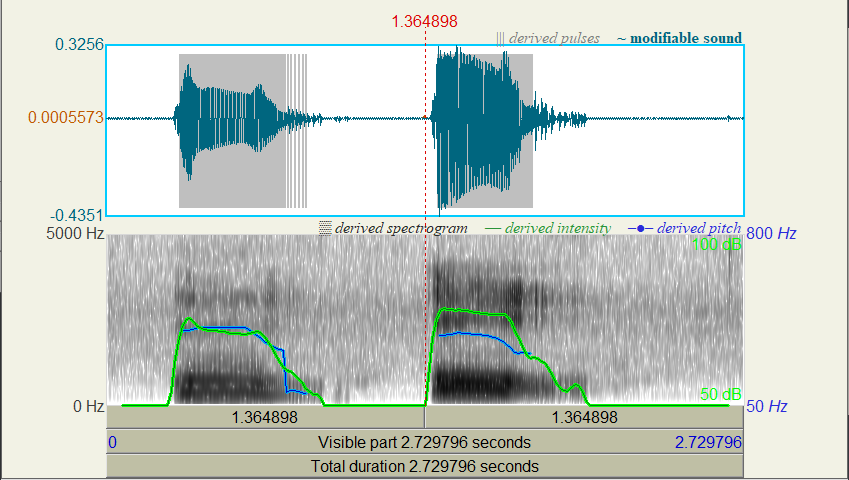 1.364898
derived pulses ~ modifiable sound
0.3256
0.0005573
-0.4351
derived spectrogram derived intensity derived pitch
5000 Hz 800 Hz
100 dB
50 dB
0 Hz 50 Hz
1.364898 1.364898
0 Visible part 2.729796 seconds 2.729796
Total duration 2.729796 seconds